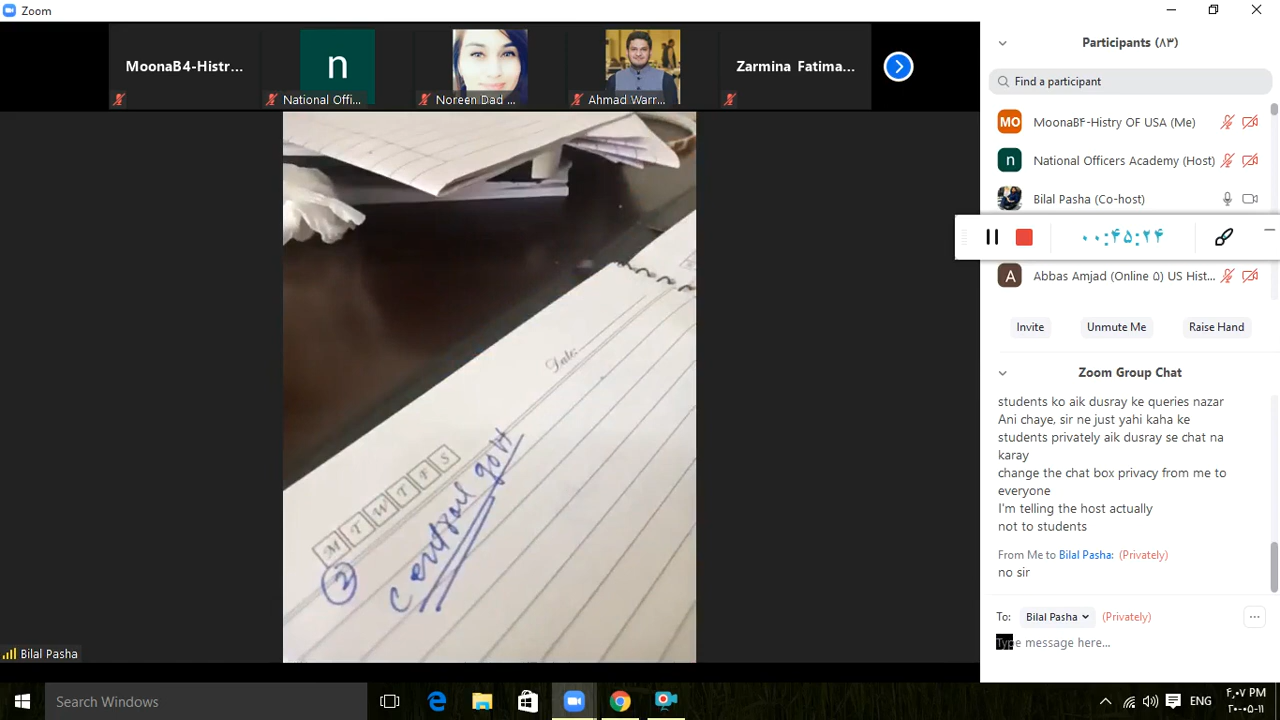 Zoom
MoonaB4-Histr...
n
National Offi...
Noreen Dad ...
Ahmad Warr...
Zarmina Fatima...
Participants (۸۳)
Find a participant
MO
MoonaB۴-Histry OF USA (Me)
n
National Officers Academy (Host)
Bilal Pasha (Co-host)
۰۰:۴۵:۲۴
A
Abbas Amjad (Online ۵) US Hist...
Invite
Unmute Me
Raise Hand
Zoom Group Chat
students ko aik dusray ke queries nazar
Ani chaye, sir ne just yahi kaha ke
students privately aik dusray se chat na
karay
change the chat box privacy from me to
everyone
I'm telling the host actually
not to students
From Me to Bilal Pasha: (Privately)
no sir
To: Bilal Pasha (Privately)
Type message here...
Date:
M T W T F S
② Central govt
Bilal Pasha
Search Windows
ENG
۴:۰۷ PM
۲۰۲۰-۰۵-۱۱